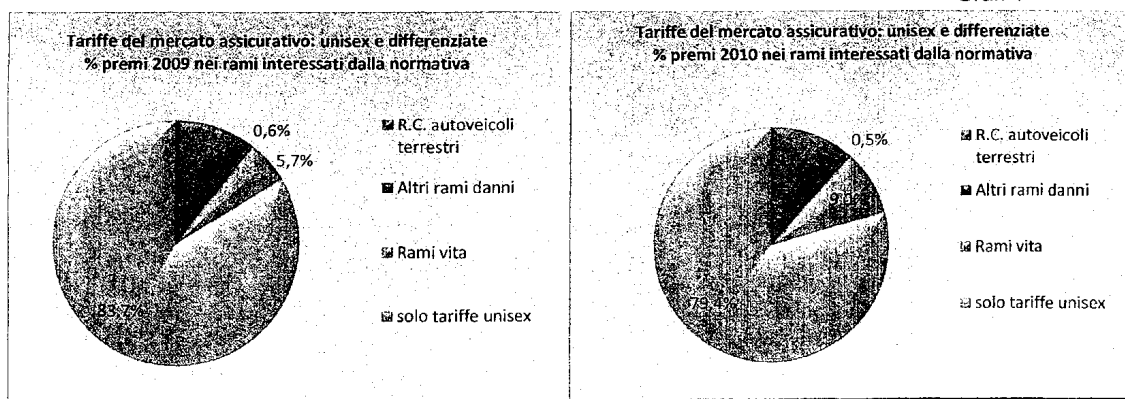 Tariffe del mercato assicurativo: unisex e differenziate
% premi 2009 nei rami interessati dalla normativa
0,6%
5,7%
83,7%
R.C. autoveicoli
terrestri
Altri rami danni
Rami vita
solo tariffe unisex
Tariffe del mercato assicurativo: unisex e differenziate
% premi 2010 nei rami interessati dalla normativa
0,5%
79,4%
R.C. autoveicoli
terrestri
Altri rami danni
Rami vita
solo tariffe unisex